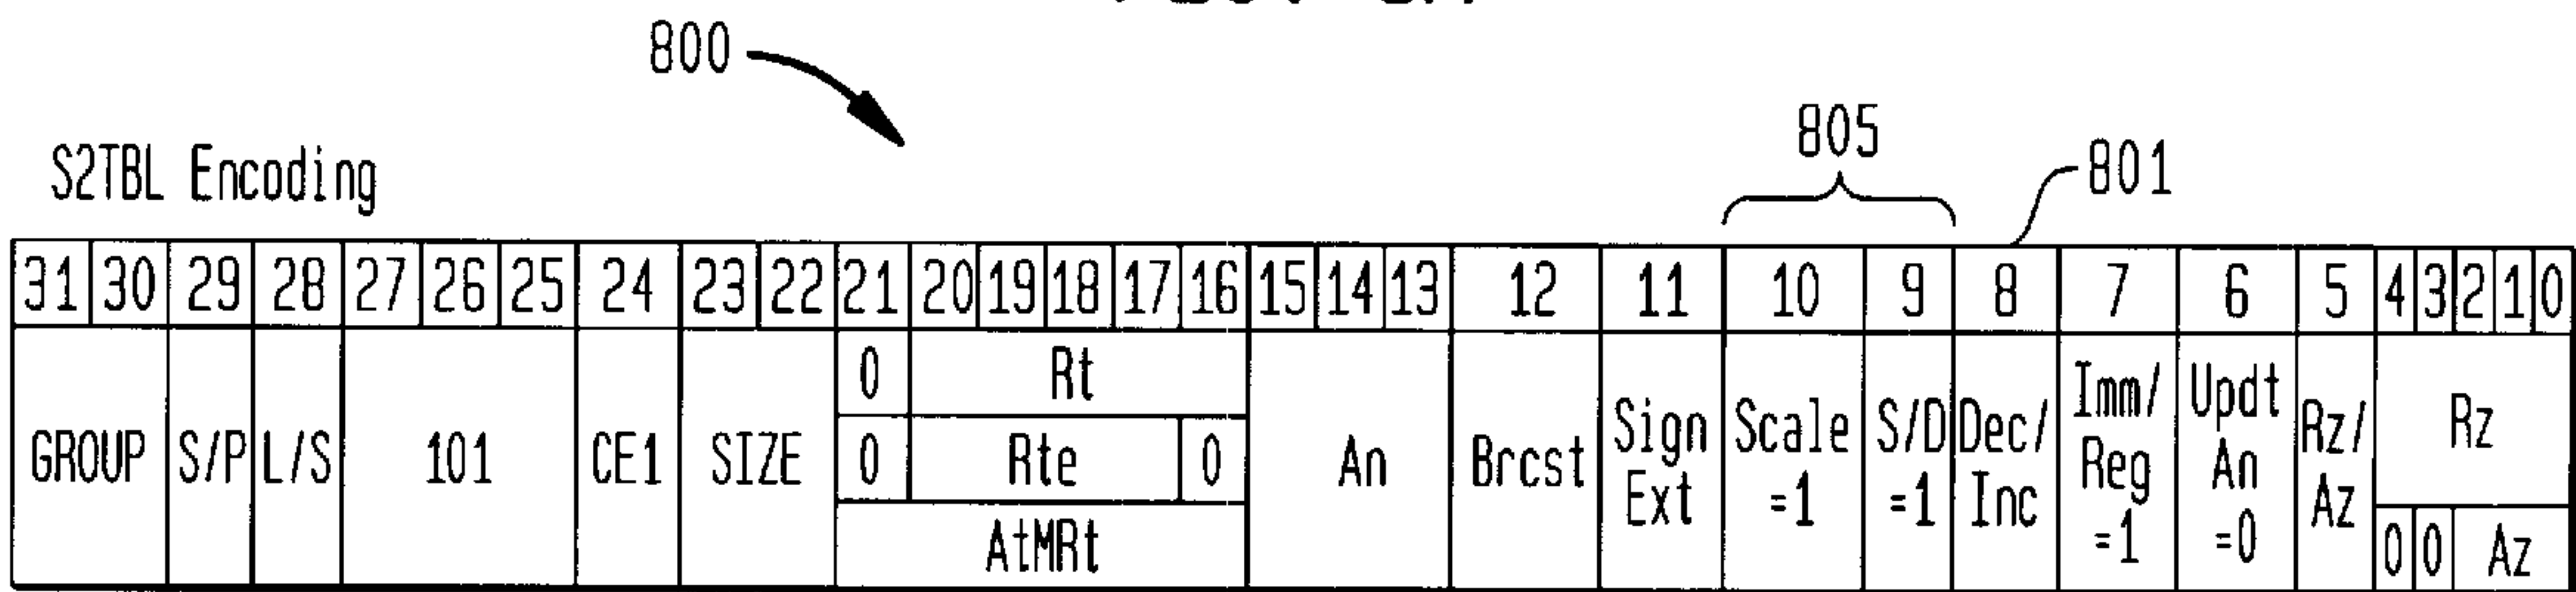 800
805
801
S2TBL Encoding
31 30 29 28 27 26 25 24 23 22 21 20 19 18 17 16 15 14 13 12 11 10 9 8 7 6 5 4 3 2 1 0
GROUP S/P L/S 101 CE1 SIZE
0 Rt
0 Rte 0
AtMRt
An Brcst
Sign
Ext
Scale
=1
S/D
=1
Dec/
Inc
Imm/
Reg
=1
Updt
An
=0
Rz/
Az
Rz
0 0 Az